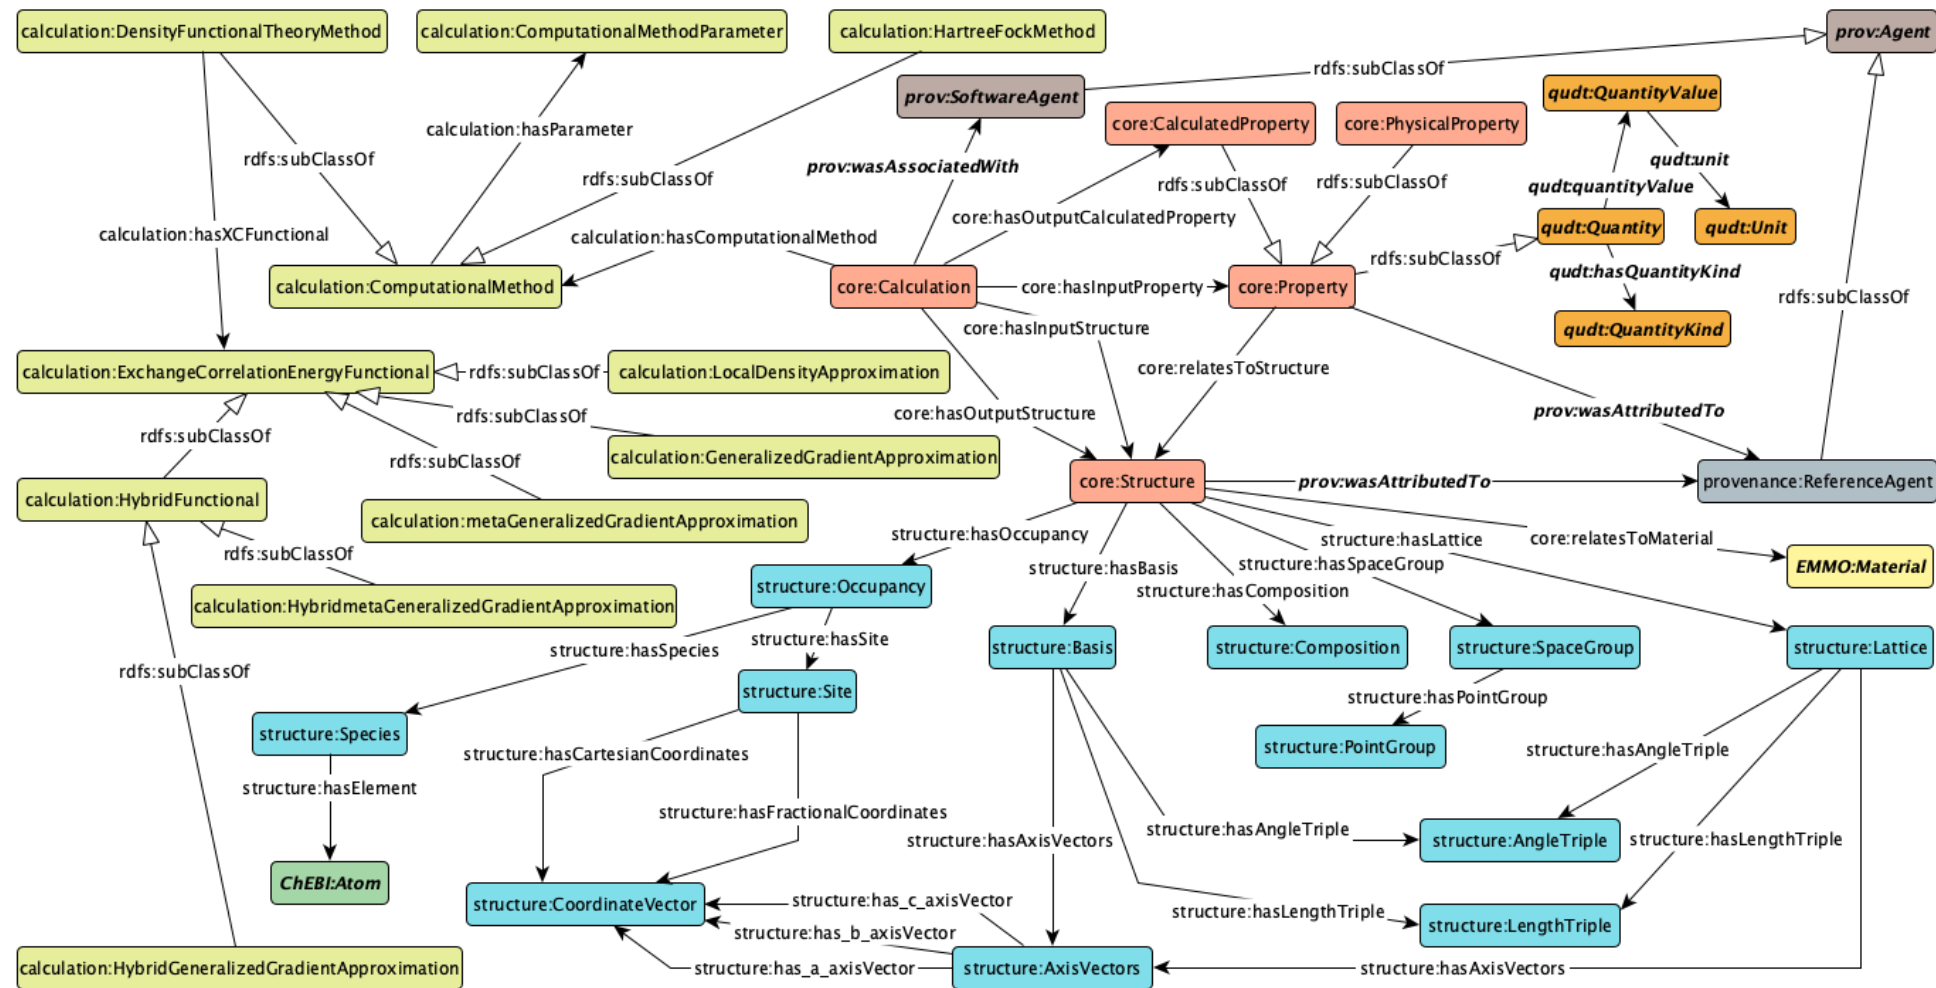 calculation:DensityFunctionalTheoryMethod
calculation:ComputationalMethodParameter
calculation:HartreeFockMethod
prov:Agent
rdfs:subClassOf
prov:SoftwareAgent
qudt:QuantityValue
core:CalculatedProperty
core:PhysicalProperty
calculation:hasParameter
rdfs:subClassOf
prov:wasAssociatedWith
qudt:unit
rdfs:subClassOf
rdfs:subClassOf
rdfs:subClassOf
qudt:quantityValue
core:hasOutputCalculatedProperty
qudt:Quantity
qudt:Unit
calculation:hasXCFunctional
calculation:hasComputationalMethod
rdfs:subClassOf
qudt:hasQuantityKind
calculation:ComputationalMethod
core:Calculation
core:hasInputProperty
core:Property
rdfs:subClassOf
core:hasInputStructure
qudt:QuantityKind
calculation:ExchangeCorrelationEnergyFunctional
rdfs:subClassOf
calculation:LocalDensityApproximation
core:relatesToStructure
rdfs:subClassOf
core:hasOutputStructure
prov:wasAttributedTo
rdfs:subClassOf
rdfs:subClassOf
calculation:GeneralizedGradientApproximation
core:Structure
prov:wasAttributedTo
provenance:ReferenceAgent
calculation:HybridFunctional
calculation:metaGeneralizedGradientApproximation
structure:hasOccupancy
structure:hasLattice
core:relatesToMaterial
rdfs:subClassOf
structure:hasBasis
structure:hasSpaceGroup
EMMO:Material
structure:Occupancy
structure:hasComposition
calculation:HybridmetaGeneralizedGradientApproximation
structure:hasSpecies
structure:hasSite
structure:Basis
structure:Composition
structure:SpaceGroup
structure:Lattice
rdfs:subClassOf
structure:Site
structure:hasPointGroup
structure:Species
structure:hasCartesianCoordinates
structure:PointGroup
structure:hasAngleTriple
structure:hasElement
structure:hasFractionalCoordinates
structure:hasAxisVectors
structure:hasAngleTriple
structure:AngleTriple
structure:hasLengthTriple
ChEBI:Atom
structure:CoordinateVector
structure:has_c_axisVector
structure:hasLengthTriple
structure:LengthTriple
structure:has_b_axisVector
calculation:HybridGeneralizedGradientApproximation
structure:has_a_axisVector
structure:AxisVectors
structure:hasAxisVectors